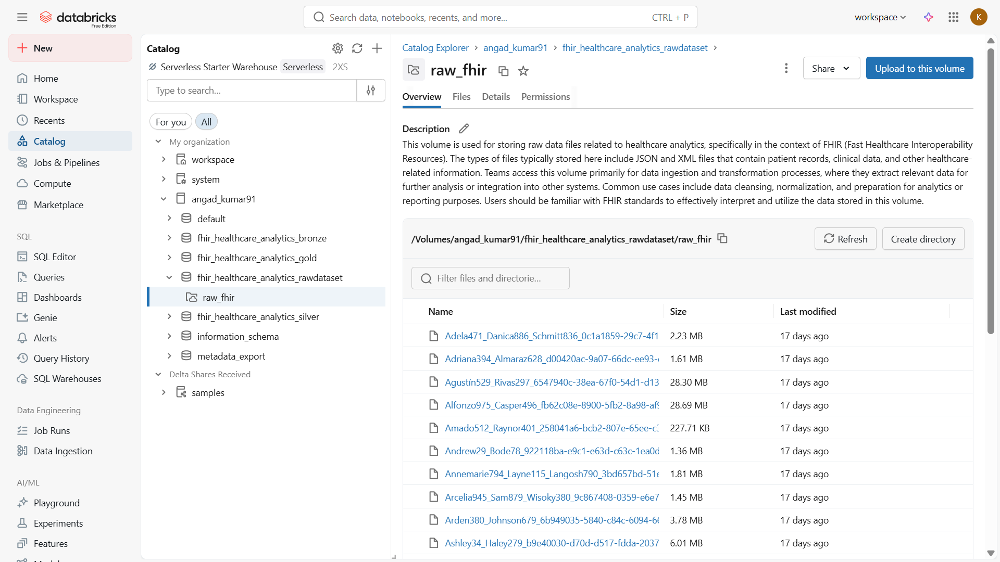 databricks
Free Edition
Search data, notebooks, recents, and more...
CTRL + P
workspace
K
New
Home
Workspace
Recents
Catalog
Jobs & Pipelines
Compute
Marketplace
SQL
SQL Editor
Queries
Dashboards
Genie
Alerts
Query History
SQL Warehouses
Data Engineering
Job Runs
Data Ingestion
AI/ML
Playground
Experiments
Features
Catalog
Serverless Starter Warehouse Serverless 2XS
Type to search...
For you
All
My organization
workspace
system
angad_kumar91
default
fhir_healthcare_analytics_bronze
fhir_healthcare_analytics_gold
fhir_healthcare_analytics_rawdataset
raw_fhir
fhir_healthcare_analytics_silver
information_schema
metadata_export
Delta Shares Received
samples
Catalog Explorer > angad_kumar91 > fhir_healthcare_analytics_rawdataset >
raw_fhir
Share
Upload to this volume
Overview Files Details Permissions
Description
This volume is used for storing raw data files related to healthcare analytics, specifically in the context of FHIR (Fast Healthcare Interoperability
Resources). The types of files typically stored here include JSON and XML files that contain patient records, clinical data, and other healthcare-
related information. Teams access this volume primarily for data ingestion and transformation processes, where they extract relevant data for
further analysis or integration into other systems. Common use cases include data cleansing, normalization, and preparation for analytics or
reporting purposes. Users should be familiar with FHIR standards to effectively interpret and utilize the data stored in this volume.
/Volumes/angad_kumar91/fhir_healthcare_analytics_rawdataset/raw_fhir
Refresh
Create directory
Filter files and directorie...
Name Size Last modified
Adela471_Danica886_Schmitt836_0c1a1859-29c7-4f1 2.23 MB 17 days ago
Adriana394_Almaraz628_d00420ac-9a07-66dc-ee93- 1.61 MB 17 days ago
Agustín529_Rivas297_6547940c-38ea-67f0-54d1-d13 28.30 MB 17 days ago
Alfonzo975_Casper496_fb62c08e-8900-5fb2-8a98-af9 28.69 MB 17 days ago
Amado512_Raynor401_258041a6-bcb2-807e-65ee-c3 227.71 KB 17 days ago
Andrew29_Bode78_922118ba-e9c1-e63d-c63c-1ea0d 1.36 MB 17 days ago
Annemarie794_Layne115_Langosh790_3bd657bd-51e 1.81 MB 17 days ago
Arcelia945_Sam879_Wisoky380_9c867408-0359-e6e7 1.45 MB 17 days ago
Arden380_Johnson679_6b949035-5840-c84c-6094-66 3.78 MB 17 days ago
Ashley34_Haley279_b9e40030-d70d-d517-fdda-2037 6.01 MB 17 days ago